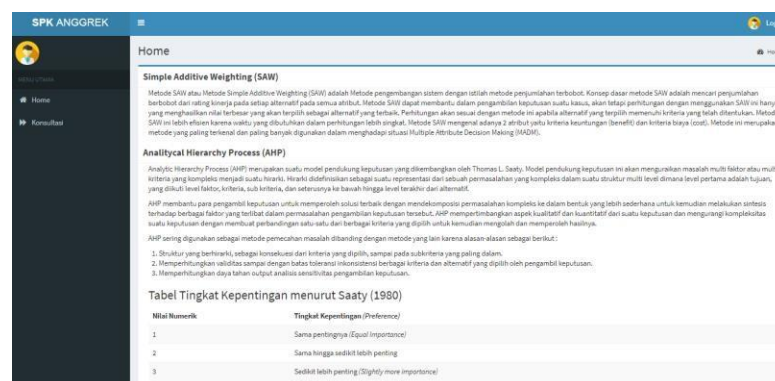 SPK ANGGREK
Log
Home
MENU UTAMA
Home
Konsultasi
Simple Additive Weighting (SAW)
Metode SAW atau Metode Simple Additive Weighting (SAW) adalah Metode pengembangan sistem dengan istilah metode penjumlahan terbobot. Konsep dasar metode SAW adalah mencari penjumlahan
berbobot dari rating kinerja pada setiap alternatif pada semua atribut. Metode SAW dapat membantu dalam pengambilan keputusan suatu kasus, akan tetapi perhitungan dengan menggunakan SAW ini hany
yang menghasilkan nilai terbesar yang akan terpilih sebagai alternatif yang terbaik. Perhitungan akan sesuai dengan metode ini apabila alternatif yang terpilih memenuhi kriteria yang telah ditentukan. Metod
SAW ini lebih efisien karena waktu yang dibutuhkan dalam perhitungan lebih singkat. Metode SAW mengenal adanya 2 atribut yaitu kriteria keuntungan (benefit) dan kriteria biaya (cost). Metode ini merupaka
metode yang paling terkenal dan paling banyak digunakan dalam menghadapi situasi Multiple Attribute Decision Making (MADM).
Analitycal Hierarchy Process (AHP)
Analytic Hierarchy Process (AHP) merupakan suatu model pendukung keputusan yang dikembangkan oleh Thomas L. Saaty. Model pendukung keputusan ini akan menguraikan masalah multi faktor atau mult
kriteria yang kompleks menjadi suatu hirarki. Hirarki didefinisikan sebagai suatu representasi dari sebuah permasalahan yang kompleks dalam suatu struktur multi level dimana level pertama adalah tujuan,
yang diikuti level faktor, kriteria, sub kriteria, dan seterusnya ke bawah hingga level terakhir dari alternatif.
AHP membantu para pengambil keputusan untuk memperoleh solusi terbaik dengan mendekomposisi permasalahan kompleks ke dalam bentuk yang lebih sederhana untuk kemudian melakukan sintesis
terhadap berbagai faktor yang terlibat dalam permasalahan pengambilan keputusan tersebut. AHP mempertimbangkan aspek kualitatif dan kuantitatif dari suatu keputusan dan mengurangi kompleksitas
suatu keputusan dengan membuat perbandingan satu-satu dari berbagai kriteria yang dipilih untuk kemudian mengolah dan memperoleh hasilnya.
AHP sering digunakan sebagai metode pemecahan masalah dibanding dengan metode yang lain karena alasan-alasan sebagai berikut :
1. Struktur yang berhirarki, sebagai konsekuesi dari kriteria yang dipilih, sampai pada subkriteria yang paling dalam.
2. Memperhitungkan validitas sampai dengan batas toleransi inkonsistensi berbagai kriteria dan alternatif yang dipilih oleh pengambil keputusan.
3. Memperhitungkan daya tahan output analisis sensitivitas pengambilan keputusan.
Tabel Tingkat Kepentingan menurut Saaty (1980)
Nilai Numerik Tingkat Kepentingan (Preference)
1 Sama pentingnya (Equal Importance)
2 Sama hingga sedikit lebih penting
3 Sedikit lebih penting (Slightly more importance)